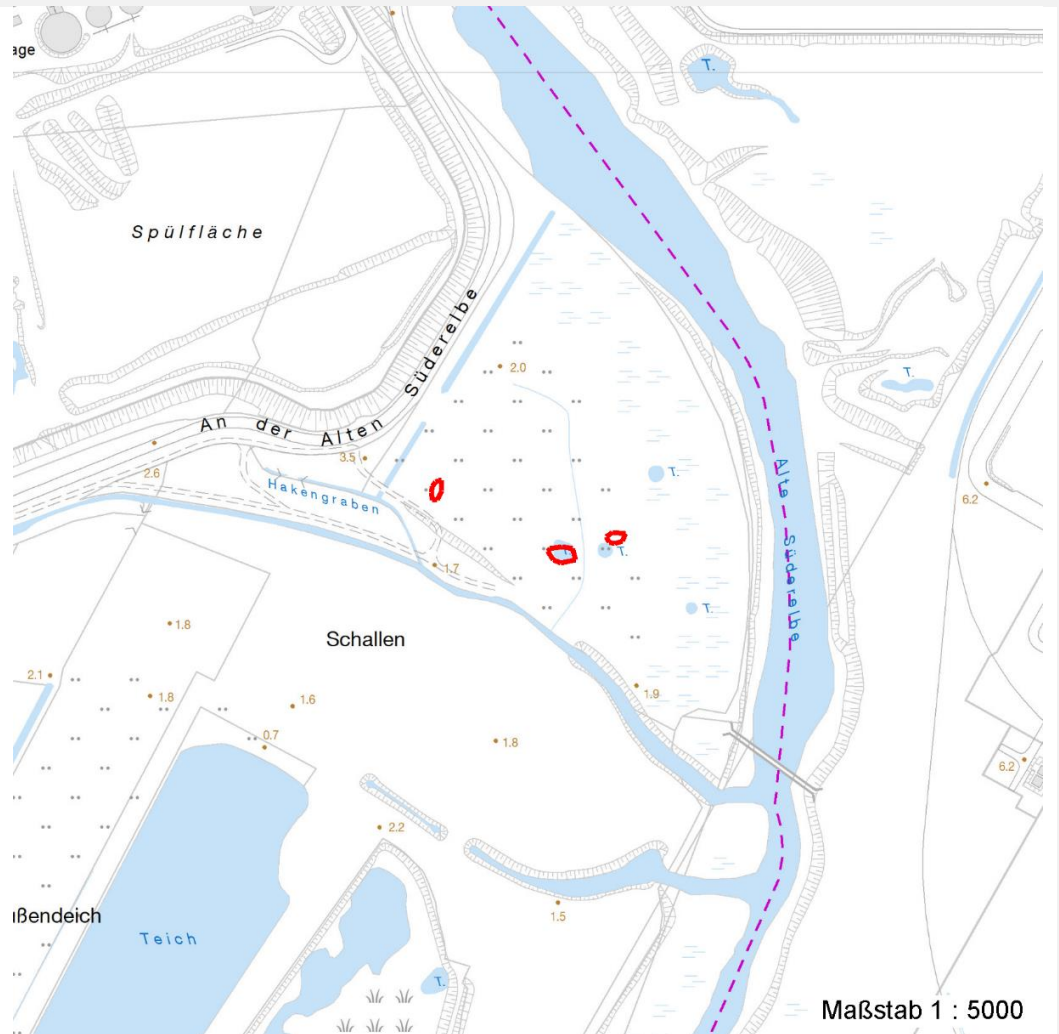 age
T.
Spülfläche
An der Alten Süderelbe
2.0
T.
3.5
2.6
Hakengraben
T.
6.2
Alte Süderelbe
T.
T.
1.7
1.8
Schallen
2.1
1.8
1.6
1.9
0.7
1.8
6.2
2.2
ßendeich
1.5
Teich
T.
Maßstab 1 : 5000